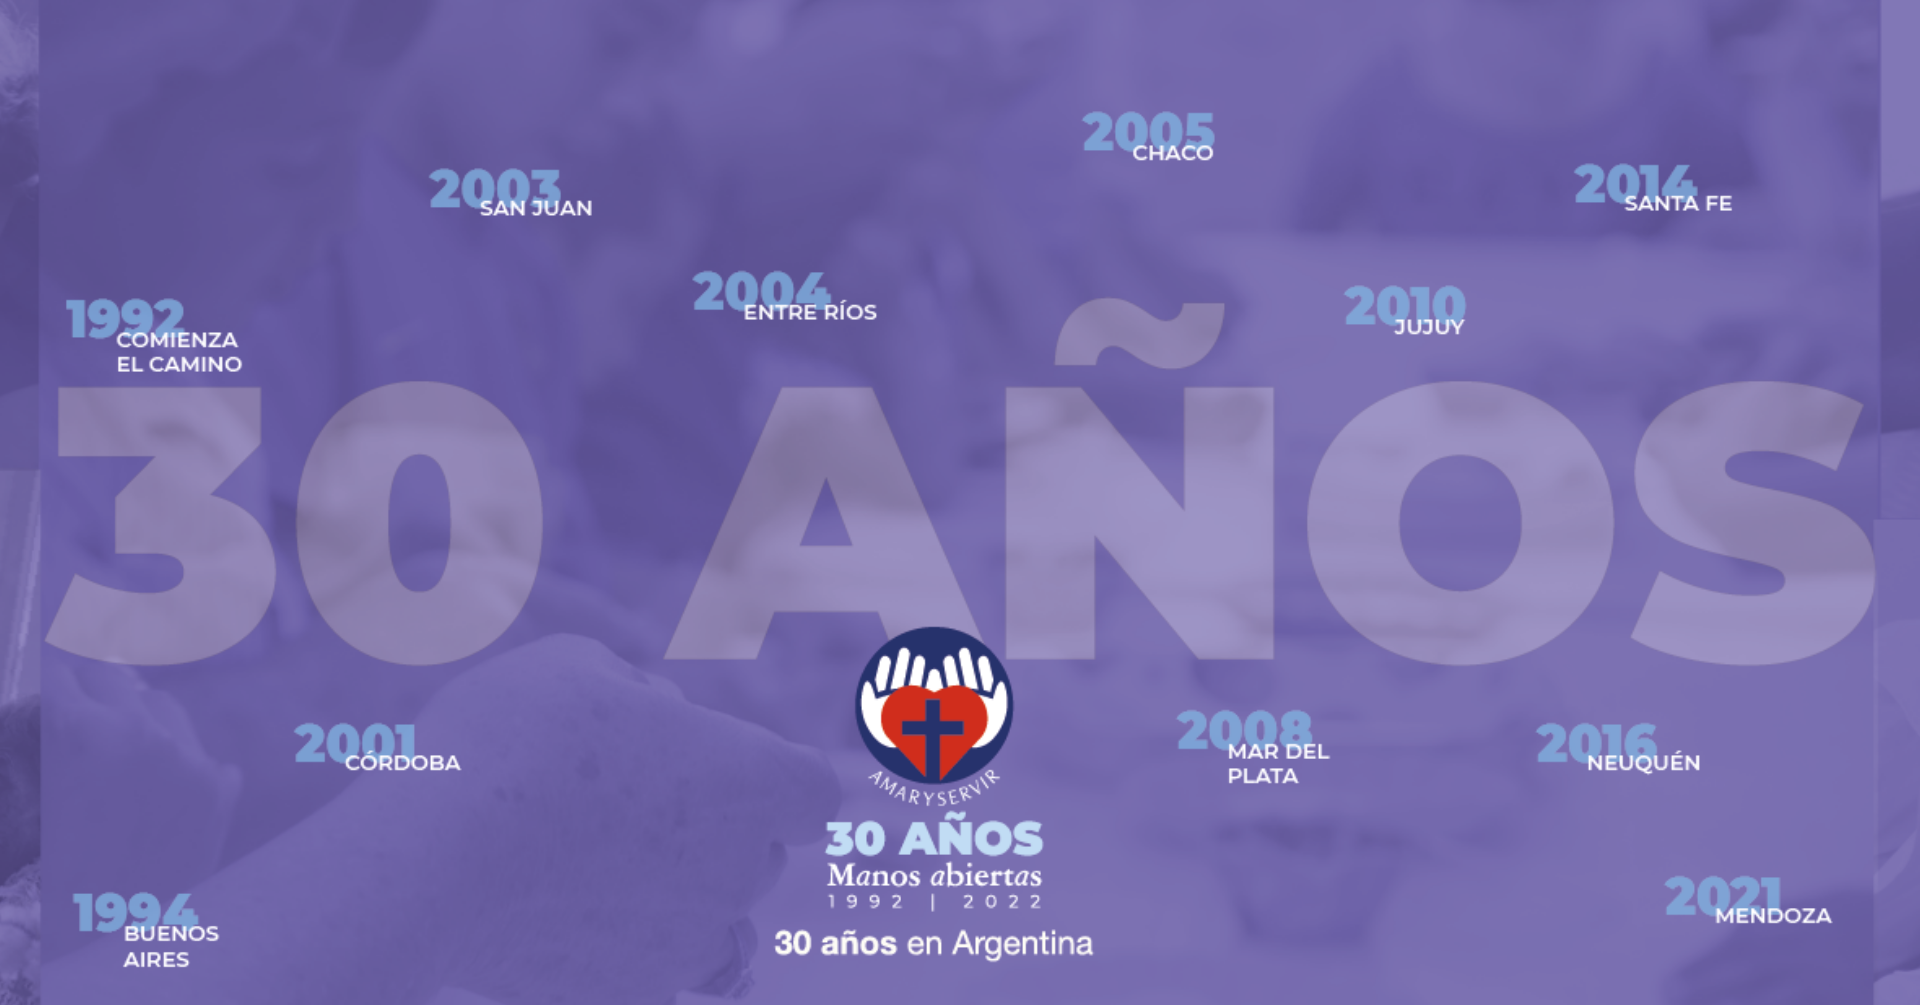 2005
CHACO
2003
SAN JUAN
2014
SANTA FE
2004
ENTRE RÍOS
2010
JUJUY
1992
COMIENZA
EL CAMINO
30 AÑOS
2001
CÓRDOBA
2008
MAR DEL
PLATA
2016
NEUQUÉN
AMAR Y SERVIR
30 AÑOS
Manos abiertas
1992 | 2022
30 años en Argentina
1994
BUENOS
AIRES
2021
MENDOZA